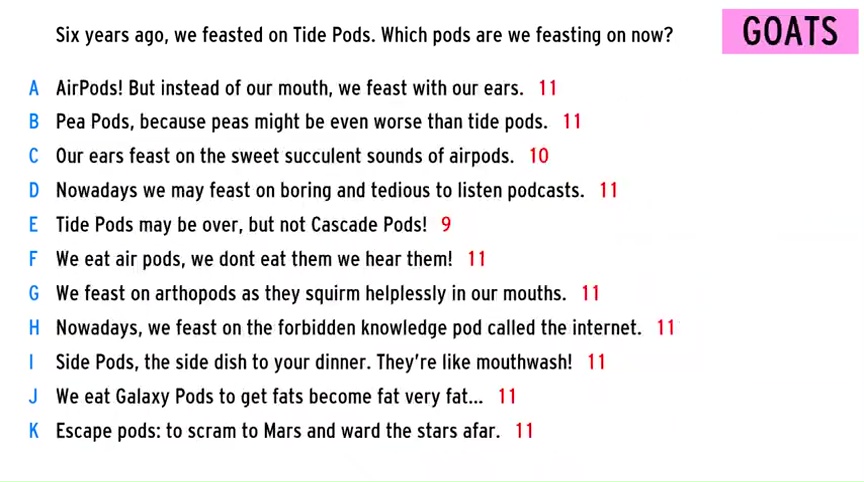 Six years ago, we feasted on Tide Pods. Which pods are we feasting on now?
GOATS
A AirPods! But instead of our mouth, we feast with our ears. 11
B Pea Pods, because peas might be even worse than tide pods. 11
C Our ears feast on the sweet succulent sounds of airpods. 10
D Nowadays we may feast on boring and tedious to listen podcasts. 11
E Tide Pods may be over, but not Cascade Pods! 9
F We eat air pods, we dont eat them we hear them! 11
G We feast on arthopods as they squirm helplessly in our mouths. 11
H Nowadays, we feast on the forbidden knowledge pod called the internet. 11
I Side Pods, the side dish to your dinner. They're like mouthwash! 11
J We eat Galaxy Pods to get fats become fat very fat... 11
K Escape pods: to scram to Mars and ward the stars afar. 11